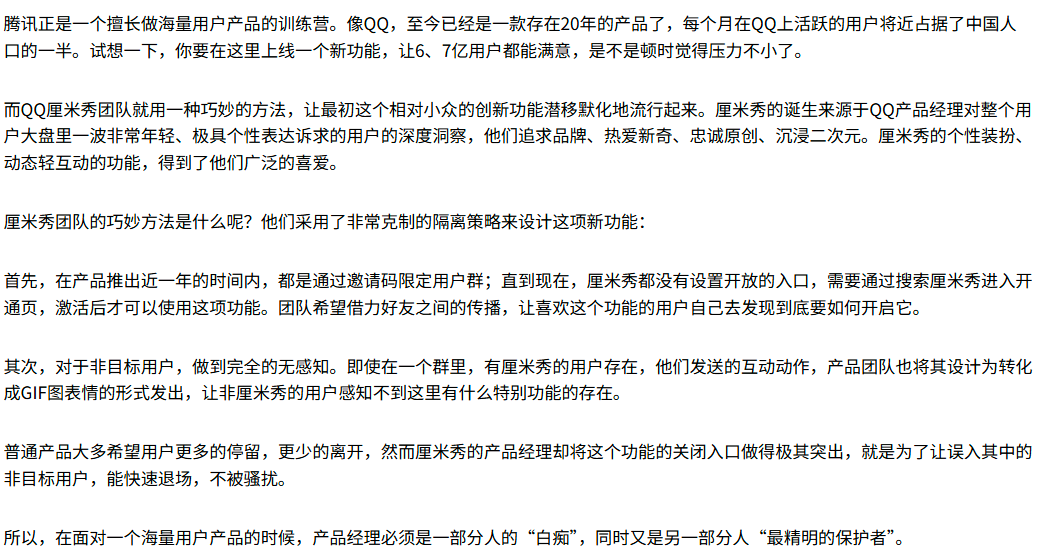 腾讯正是一个擅长做海量用户产品的训练营。像QQ，至今已经是一款存在20年的产品了，每个月在QQ上活跃的用户将近占据了中国人
口的一半。试想一下，你要在这里上线一个新功能，让6、7亿用户都能满意，是不是顿时觉得压力不小了。
而QQ厘米秀团队就用一种巧妙的方法，让最初这个相对小众的创新功能潜移默化地流行起来。厘米秀的诞生来源于QQ产品经理对整个用
户大盘里一波非常年轻、极具个性表达诉求的用户的深度洞察，他们追求品牌、热爱新奇、忠诚原创、沉浸二次元。厘米秀的个性装扮、
动态轻互动的功能，得到了他们广泛的喜爱。
厘米秀团队的巧妙方法是什么呢？他们采用了非常克制的隔离策略来设计这项新功能：
首先，在产品推出近一年的时间内，都是通过邀请码限定用户群；直到现在，厘米秀都没有设置开放的入口，需要通过搜索厘米秀进入开
通页，激活后才可以使用这项功能。团队希望借力好友之间的传播，让喜欢这个功能的用户自己去发现到底要如何开启它。
其次，对于非目标用户，做到完全的无感知。即使在一个群里，有厘米秀的用户存在，他们发送的互动动作，产品团队也将其设计为转化
成GIF图表情的形式发出，让非厘米秀的用户感知不到这里有什么特别功能的存在。
普通产品大多希望用户更多的停留，更少的离开，然而厘米秀的产品经理却将这个功能的关闭入口做得极其突出，就是为了让误入其中的
非目标用户，能快速退场，不被骚扰。
所以，在面对一个海量用户产品的时候，产品经理必须是一部分人的“白痴”，同时又是另一部分人“最精明的保护者”。